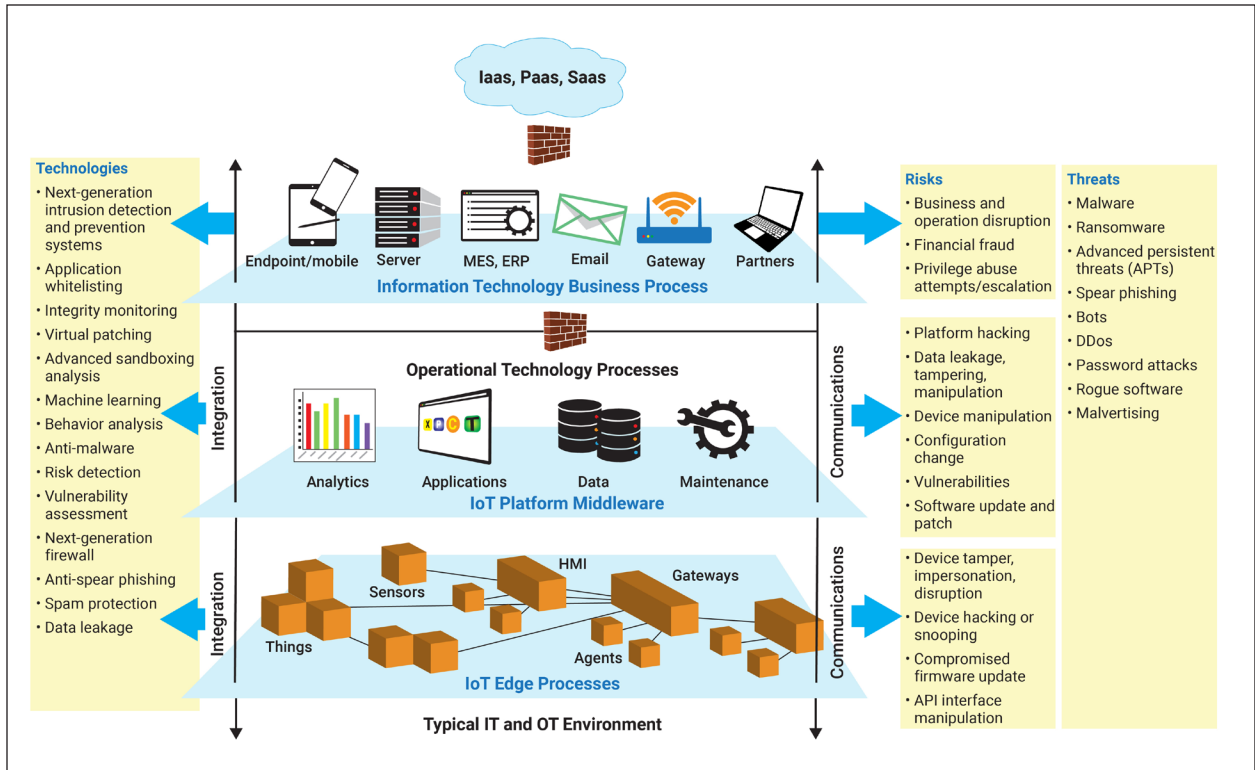 Iaas, Paas, Saas
Technologies
• Next-generation
intrusion detection
and prevention
systems
• Application
whitelisting
• Integrity monitoring
• Virtual patching
• Advanced sandboxing
analysis
• Machine learning
• Behavior analysis
• Anti-malware
• Risk detection
• Vulnerability
assessment
• Next-generation
firewall
• Anti-spear phishing
• Spam protection
• Data leakage
Endpoint/mobile
Server
MES, ERP
Email
Gateway
Partners
Information Technology Business Process
Integration
Operational Technology Processes
X P C T
Analytics
Applications
Data
Maintenance
IoT Platform Middleware
Communications
Integration
Things
Sensors
HMI
Gateways
Agents
IoT Edge Processes
Communications
Typical IT and OT Environment
Risks
• Business and
operation disruption
• Financial fraud
• Privilege abuse
attempts/escalation
• Platform hacking
• Data leakage,
tampering,
manipulation
• Device manipulation
• Configuration
change
• Vulnerabilities
• Software update and
patch
• Device tamper,
impersonation,
disruption
• Device hacking or
snooping
• Compromised
firmware update
• API interface
manipulation
Threats
• Malware
• Ransomware
• Advanced persistent
threats (APTs)
• Spear phishing
• Bots
• DDos
• Password attacks
• Rogue software
• Malvertising